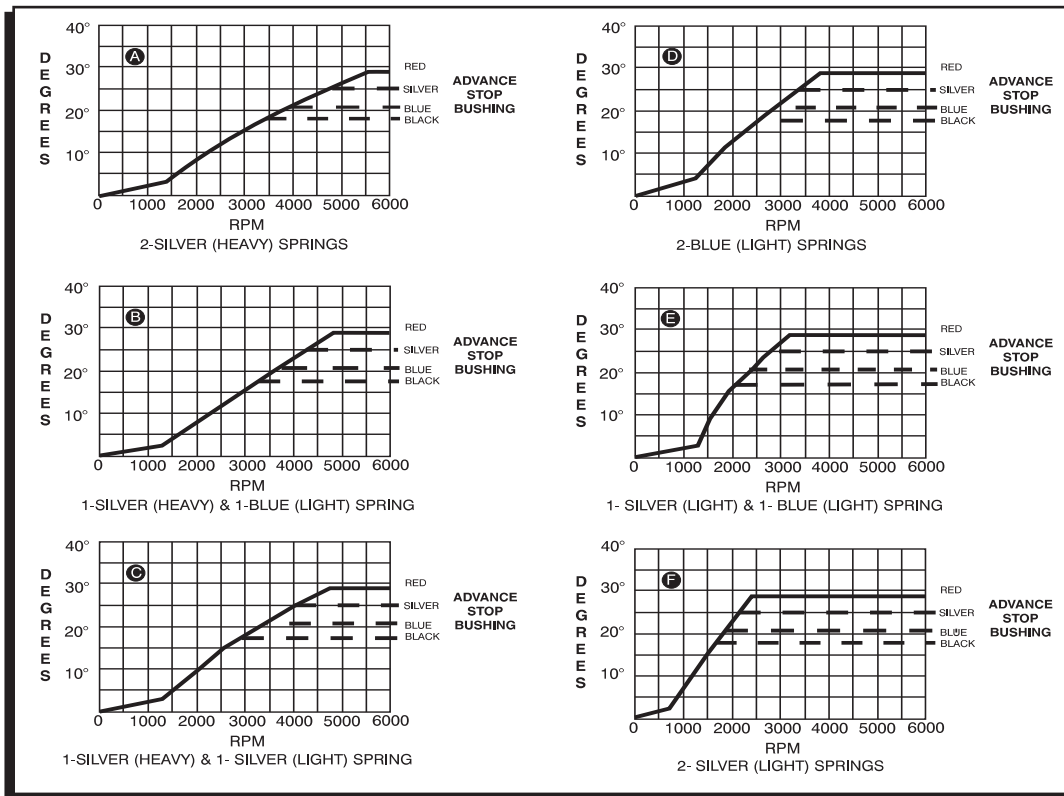 A
40°
30°
20°
10°
DEGREES
0 1000 2000 3000 4000 5000 6000
RPM
RED
SILVER
BLUE
BLACK
ADVANCE
STOP
BUSHING
2-SILVER (HEAVY) SPRINGS
D
40°
30°
20°
10°
DEGREES
0 1000 2000 3000 4000 5000 6000
RPM
RED
SILVER
BLUE
BLACK
ADVANCE
STOP
BUSHING
2-BLUE (LIGHT) SPRINGS
B
40°
30°
20°
10°
DEGREES
0 1000 2000 3000 4000 5000 6000
RPM
RED
SILVER
BLUE
BLACK
ADVANCE
STOP
BUSHING
1-SILVER (HEAVY) & 1-BLUE (LIGHT) SPRING
E
40°
30°
20°
10°
DEGREES
0 1000 2000 3000 4000 5000 6000
RPM
RED
SILVER
BLUE
BLACK
ADVANCE
STOP
BUSHING
1- SILVER (LIGHT) & 1- BLUE (LIGHT) SPRING
C
40°
30°
20°
10°
DEGREES
0 1000 2000 3000 4000 5000 6000
RPM
RED
SILVER
BLUE
BLACK
ADVANCE
STOP
BUSHING
1-SILVER (HEAVY) & 1- SILVER (LIGHT) SPRING
F
40°
30°
20°
10°
DEGREES
0 1000 2000 3000 4000 5000 6000
RPM
RED
SILVER
BLUE
BLACK
ADVANCE
STOP
BUSHING
2- SILVER (LIGHT) SPRINGS